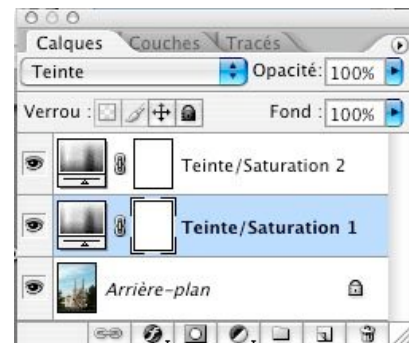 Calques Couches Tracés
Teinte Opacité: 100%
Verrou : Fond : 100%
Teinte/Saturation 2
Teinte/Saturation 1
Arrière-plan